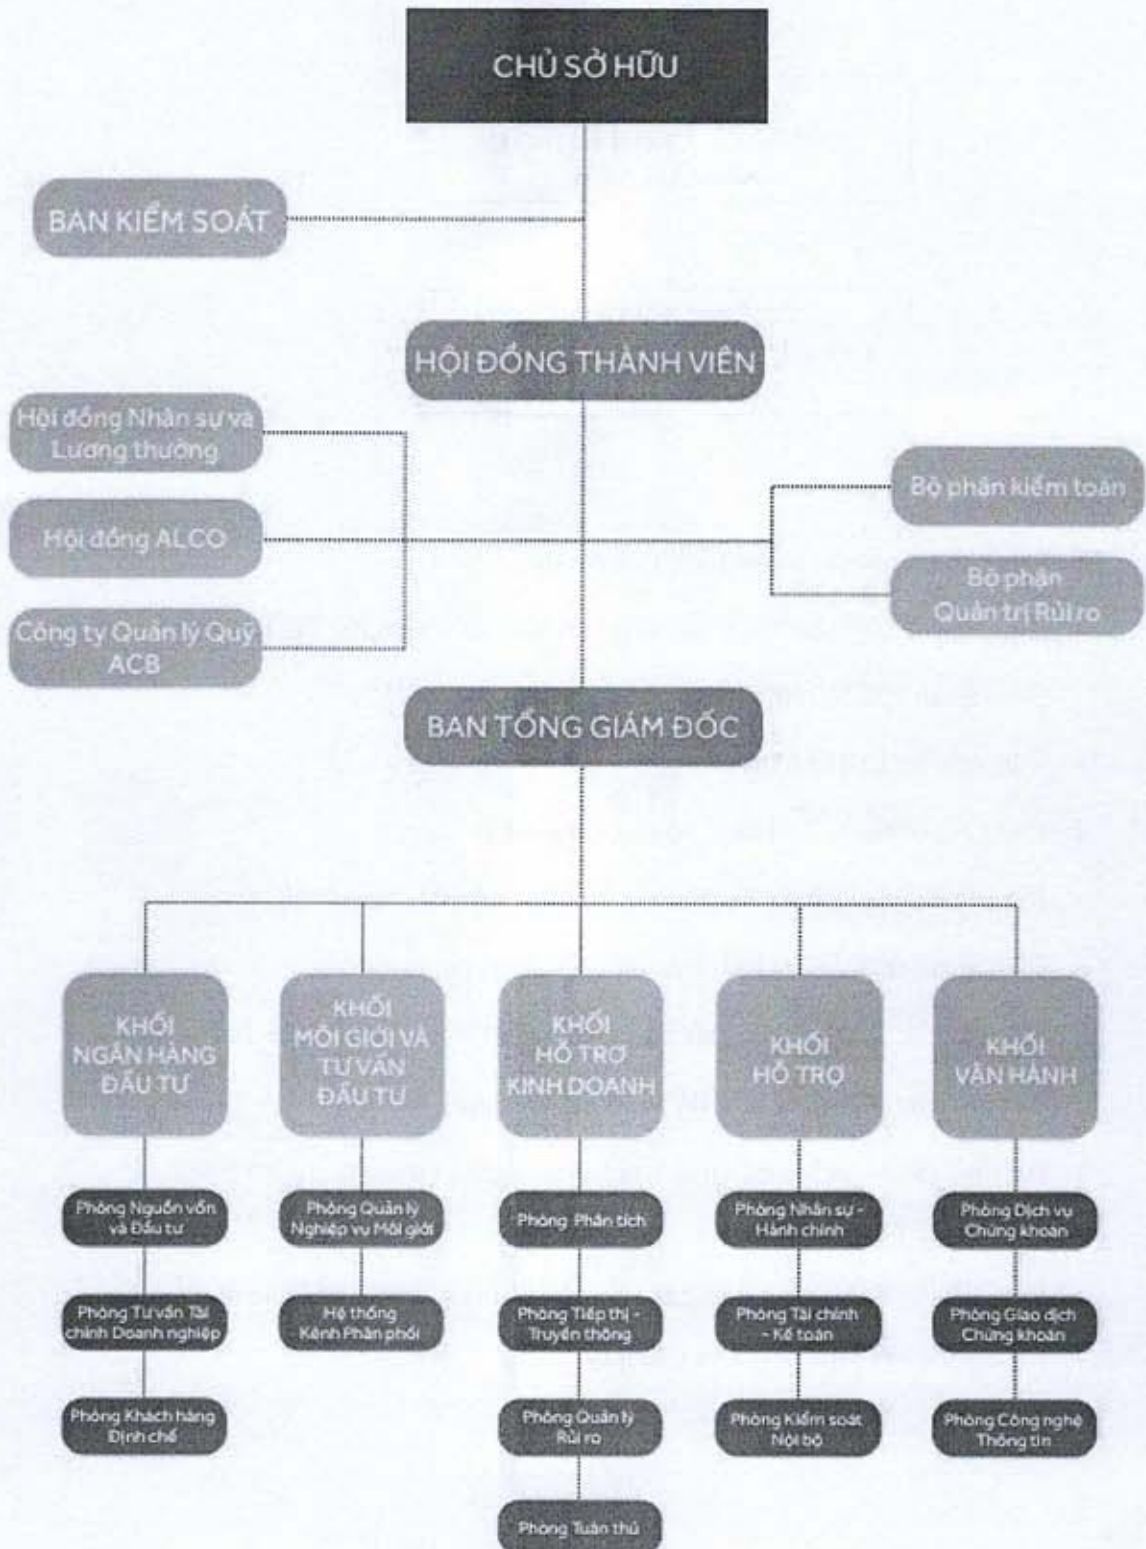 CHỦ SỞ HỮU
BAN KIỂM SOÁT
HỘI ĐỒNG THÀNH VIÊN
Hội đồng Nhân sự và
Lương thưởng
Hội đồng ALCO
Công ty Quản lý Quỹ
ACB
Bộ phân kiểm toán
Bộ phận
Quản trị Rủi ro
BAN TỔNG GIÁM ĐỐC
KHỐI
NGÂN HÀNG
ĐẦU TƯ
KHỐI
MÔI GIỚI VÀ
TƯ VẤN
ĐẦU TƯ
KHỐI
HỖ TRỢ
KINH DOANH
KHỐI
HỖ TRỢ
KHỐI
VẬN HÀNH
Phòng Nguồn vốn
và Đầu tư
Phòng Tư vấn Tài
chính Doanh nghiệp
Phòng Khách hàng
Định chế
Phòng Quản lý
Nghiệp vụ Môi giới
Hệ thống
Kênh Phân phối
Phòng Phân tích
Phòng Tiếp thị -
Truyền thông
Phòng Quản lý
Rủi ro
Phòng Tuân thủ
Phòng Nhân sự -
Hành chính
Phòng Tài chính
- Kế toán
Phòng Kiểm soát
Nội bộ
Phòng Dịch vụ
Chứng khoán
Phòng Giao dịch
Chứng khoán
Phòng Công nghệ
Thông tin